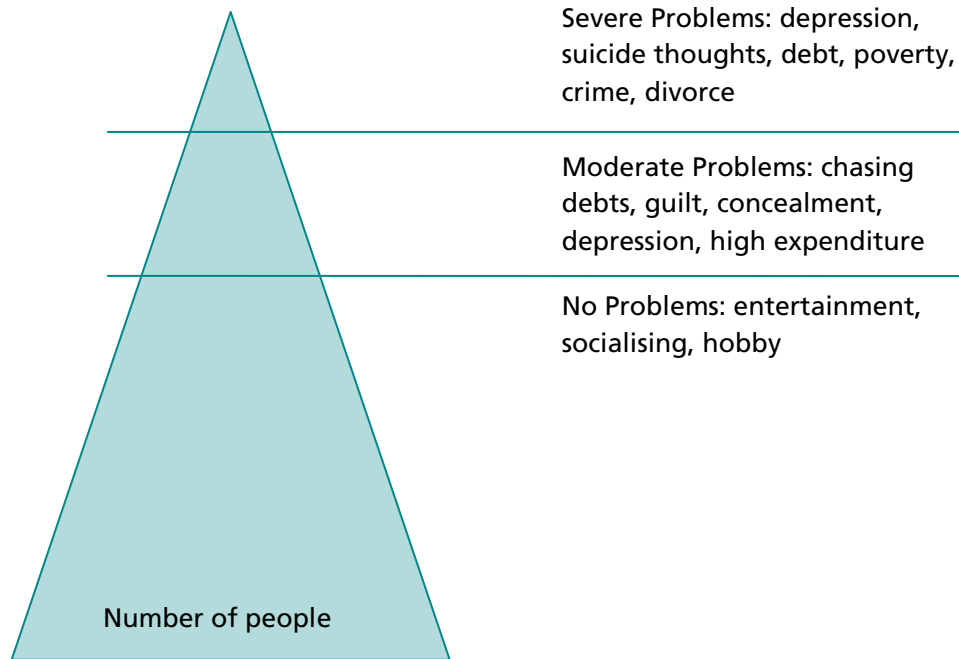 Severe Problems: depression,
suicide thoughts, debt, poverty,
crime, divorce
Moderate Problems: chasing
debts, guilt, concealment,
depression, high expenditure
No Problems: entertainment,
socialising, hobby
Number of people